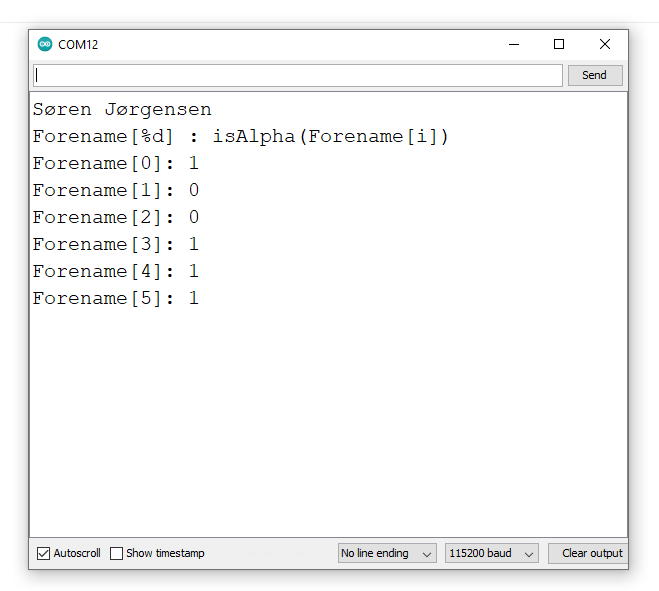 COM12
Send
Søren Jørgensen
Forename[%d] : isAlpha(Forename[i])
Forename[0]: 1
Forename[1]: 0
Forename[2]: 0
Forename[3]: 1
Forename[4]: 1
Forename[5]: 1
Autoscroll Show timestamp No line ending 115200 baud Clear output